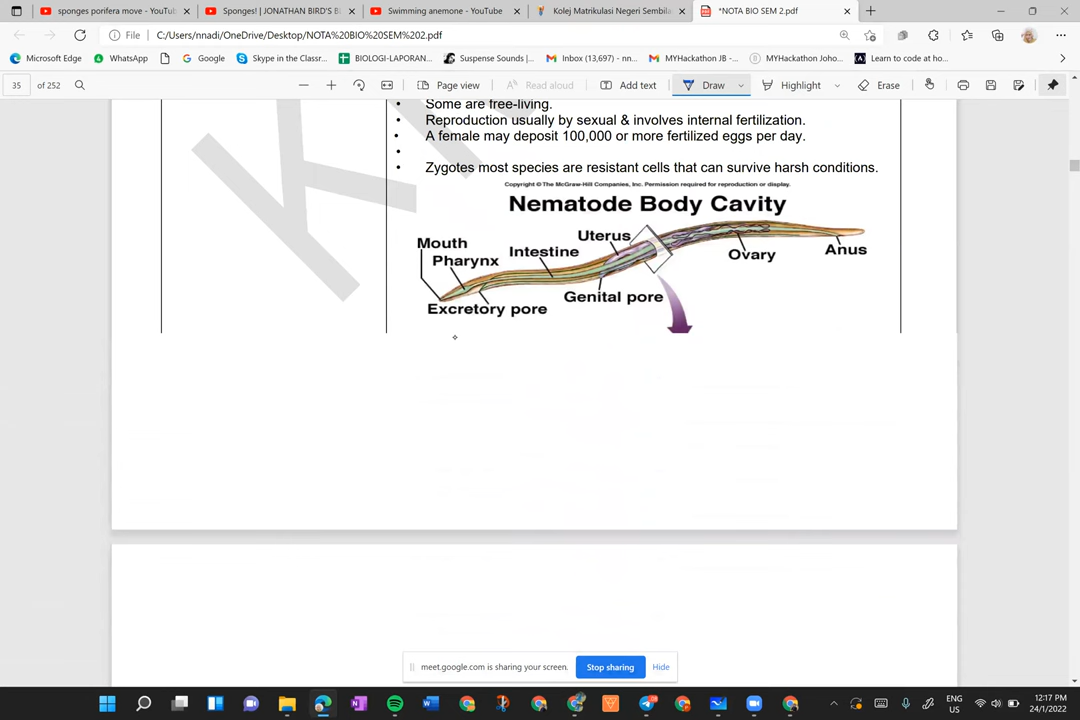 sponges porifera move - YouTu
Sponges! | JONATHAN BIRD'S B
Swimming anemone - YouTube
Kolej Matrikulasi Negeri Sembila
*NOTA BIO SEM 2.pdf
File
C:/Users/nnadi/OneDrive/Desktop/NOTA%20BIO%20SEM%202.pdf
Microsoft Edge
WhatsApp
Google
Skype in the Classr...
BIOLOGI-LAPORAN...
Suspense Sounds |...
Inbox (13,697) - nn...
MYHackathon JB -...
MYHackathon Joho...
Learn to code at ho...
35 of 252
Page view
Read aloud
Add text
Draw
Highlight
Erase
• Some are free-living.
• Reproduction usually by sexual & involves internal fertilization.
• A female may deposit 100,000 or more fertilized eggs per day.
•
• Zygotes most species are resistant cells that can survive harsh conditions.
Copyright © The McGraw-Hill Companies, Inc. Permission required for reproduction or display.
Nematode Body Cavity
Mouth
Pharynx
Intestine
Uterus
Ovary
Anus
Genital pore
Excretory pore
meet.google.com is sharing your screen.
Stop sharing
Hide
ENG
US
12:17 PM
24/1/2022